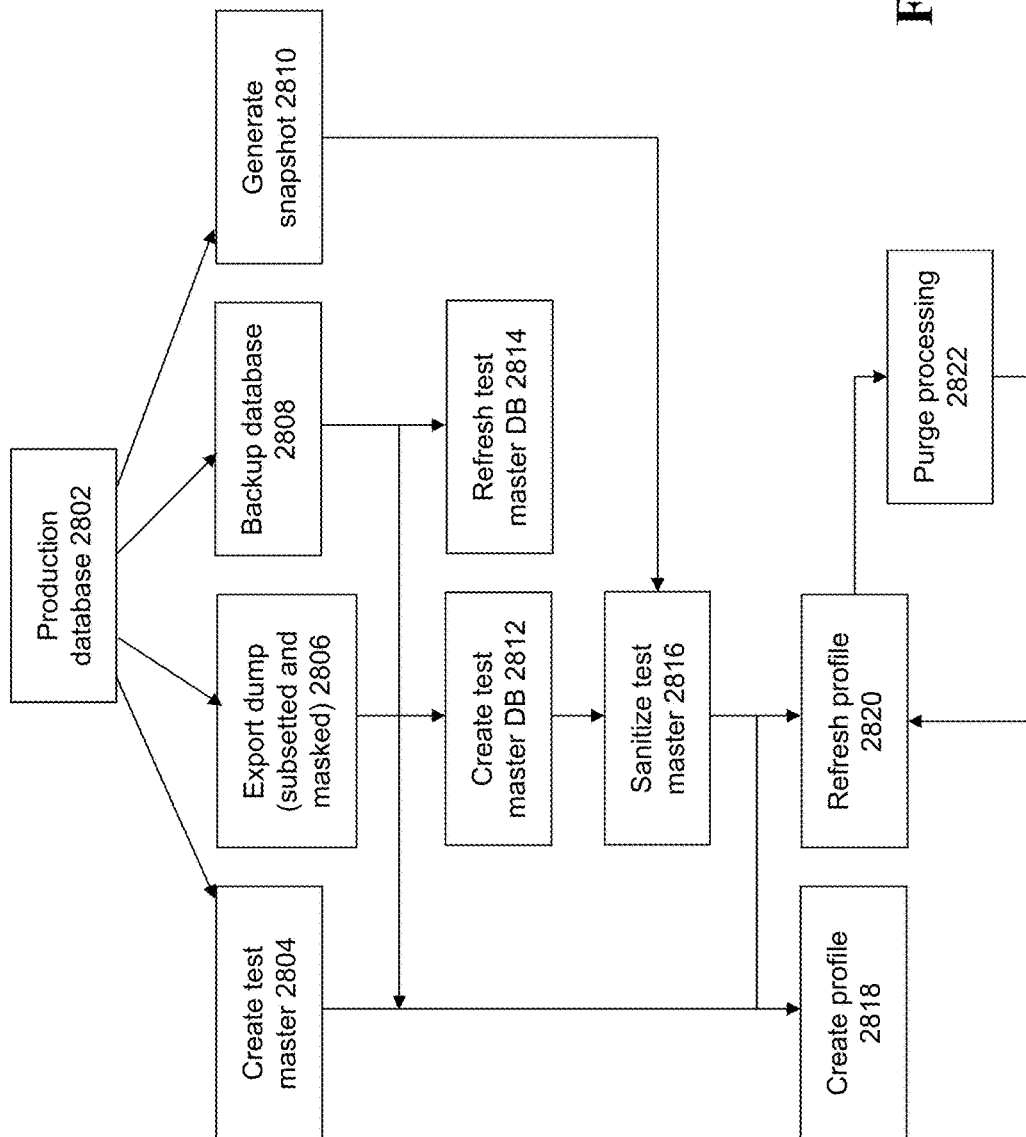 Production
database 2802
Create test
master 2804
Export dump
(subsetted and
masked) 2806
Backup database
2808
Generate
snapshot 2810
Create test
master DB 2812
Refresh test
master DB 2814
Sanitize test
master 2816
Create profile
2818
Refresh profile
2820
Purge processing
2822
F